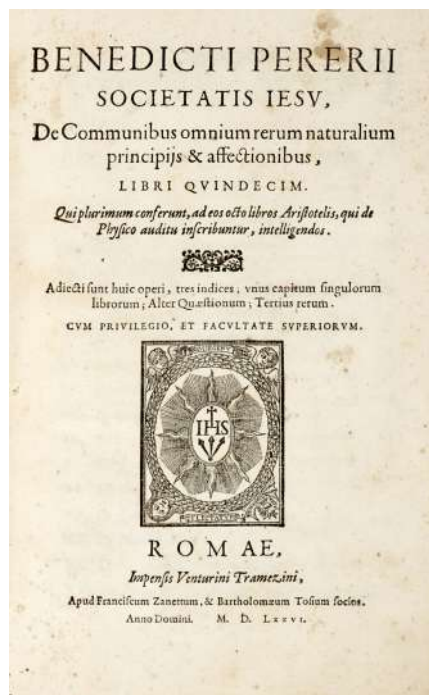 BENEDICTI PERERII
SOCIETATIS IESV,
De Communibus omnium rerum naturalium
principijs & affectionibus,
LIBRI QVINDECIM.
Qui plurimum conferunt, ad eos octo libros Aristotelis, qui de
Physico auditu inscribuntur, intelligendos.
Adiecti sunt huic operi, tres indices; vnus capitum singulorum
librorum; Alter Quæstionum; Tertius rerum.
CVM PRIVILEGIO, ET FACVLTATE SVPERIORVM.
IHS
ROMAE,
Impensis Venturini Tramezini,
Apud Franciscum Zanettum, & Bartholomæum Tosium socios.
Anno Domini. M. D. LXXVI.